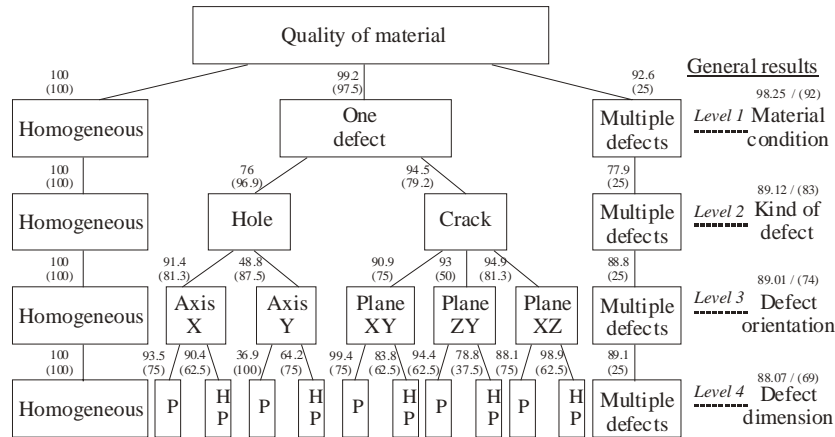 Quality of material
General results
100 99.2 92.6
(100) (97.5) (25)
98.25 / (92)
Homogeneous One defect Multiple defects Level 1 Material condition
100 76 94.5 77.9
(100) (96.9) (79.2) (25)
89.12 / (83)
Homogeneous Hole Crack Multiple defects Level 2 Kind of defect
100 91.4 48.8 90.9 93 94.9 88.8
(100) (81.3) (87.5) (75) (50) (81.3) (25)
89.01 / (74)
Homogeneous Axis X Axis Y Plane XY Plane ZY Plane XZ Multiple defects Level 3 Defect orientation
100 93.5 90.4 36.9 64.2 99.4 83.8 94.4 78.8 88.1 98.9 89.1
(100) (75) (62.5) (100) (75) (75) (62.5) (62.5) (37.5) (75) (62.5) (25)
88.07 / (69)
Homogeneous P HP P HP P HP P HP P HP Multiple defects Level 4 Defect dimension